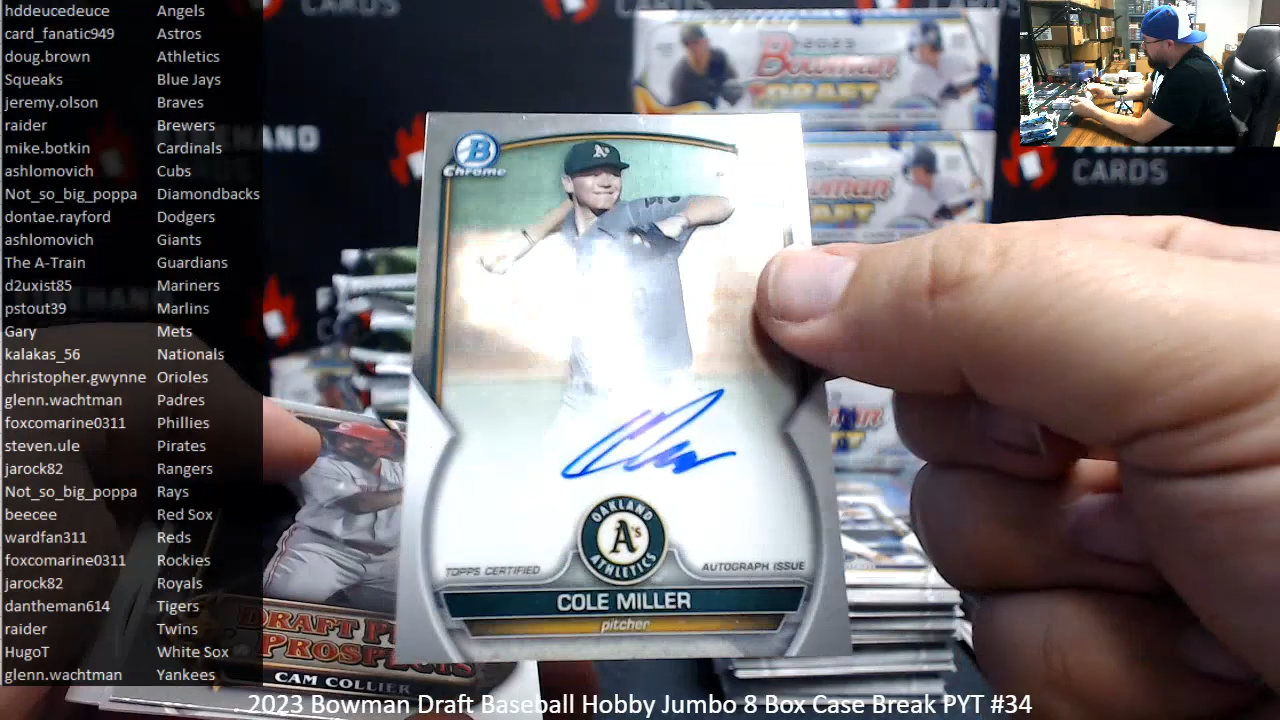 hddeucedeuce Angels
card_fanatic949 Astros
doug.brown Athletics
Squeaks Blue Jays
jeremy.olson Braves
raider Brewers
mike.botkin Cardinals
ashlomovich Cubs
Not_so_big_poppa Diamondbacks
dontae.rayford Dodgers
ashlomovich Giants
The A-Train Guardians
d2uxist85 Mariners
pstout39 Marlins
Gary Mets
kalakas_56 Nationals
christopher.gwynne Orioles
glenn.wachtman Padres
foxcomarine0311 Phillies
steven.ule Pirates
jarock82 Rangers
Not_so_big_poppa Rays
beecee Red Sox
wardfan311 Reds
foxcomarine0311 Rockies
jarock82 Royals
dantheman614 Tigers
raider Twins
HugoT White Sox
glenn.wachtman Yankees
CARDS
2023
Bowman
DRAFT
CARDS
B
Chrome
A's
OAKLAND
A's
ATHLETICS
TOPPS CERTIFIED
AUTOGRAPH ISSUE
COLE MILLER
pitcher
DRAFT
PROSPECTS
CAM COLLIER
2023 Bowman Draft Baseball Hobby Jumbo 8 Box Case Break PYT #34